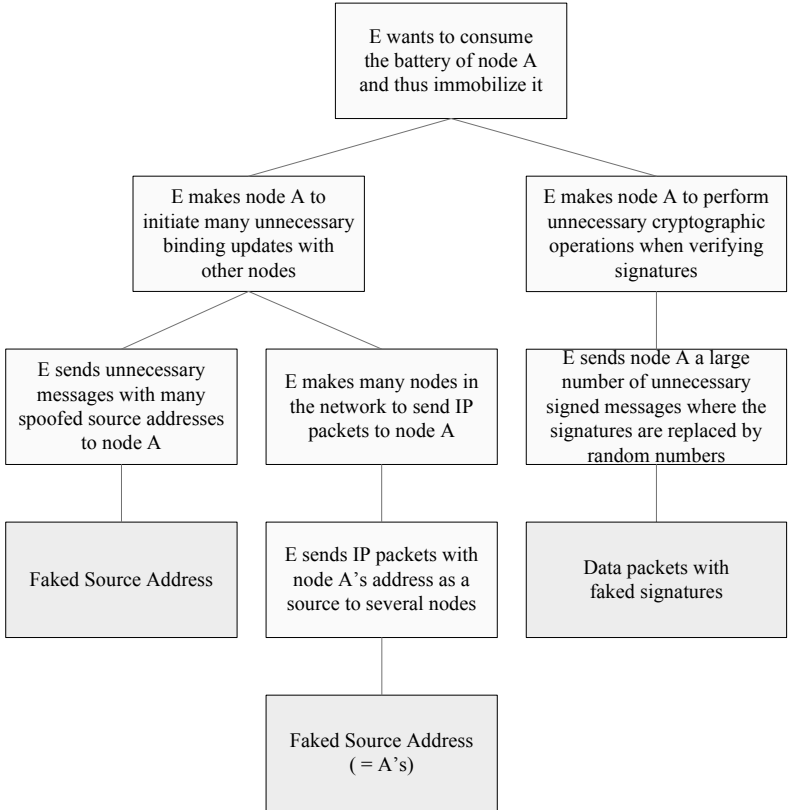 E wants to consume
the battery of node A
and thus immobilize it
E makes node A to
initiate many unnecessary
binding updates with
other nodes
E makes node A to perform
unnecessary cryptographic
operations when verifying
signatures
E sends unnecessary
messages with many
spoofed source addresses
to node A
E makes many nodes in
the network to send IP
packets to node A
E sends node A a large
number of unnecessary
signed messages where the
signatures are replaced by
random numbers
Faked Source Address
E sends IP packets with
node A’s address as a
source to several nodes
Data packets with
faked signatures
Faked Source Address
( = A’s)